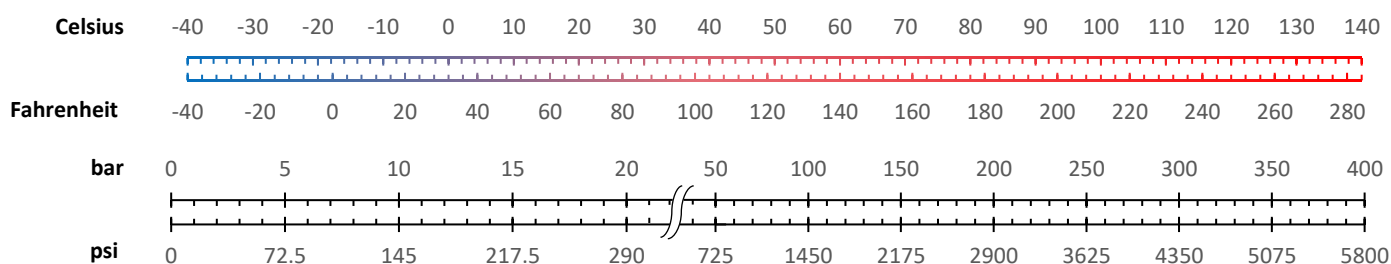 Celsius -40 -30 -20 -10 0 10 20 30 40 50 60 70 80 90 100 110 120 130 140
Fahrenheit -40 -20 0 20 40 60 80 100 120 140 160 180 200 220 240 260 280
bar 0 5 10 15 20 50 100 150 200 250 300 350 400
psi 0 72.5 145 217.5 290 725 1450 2175 2900 3625 4350 5075 5800